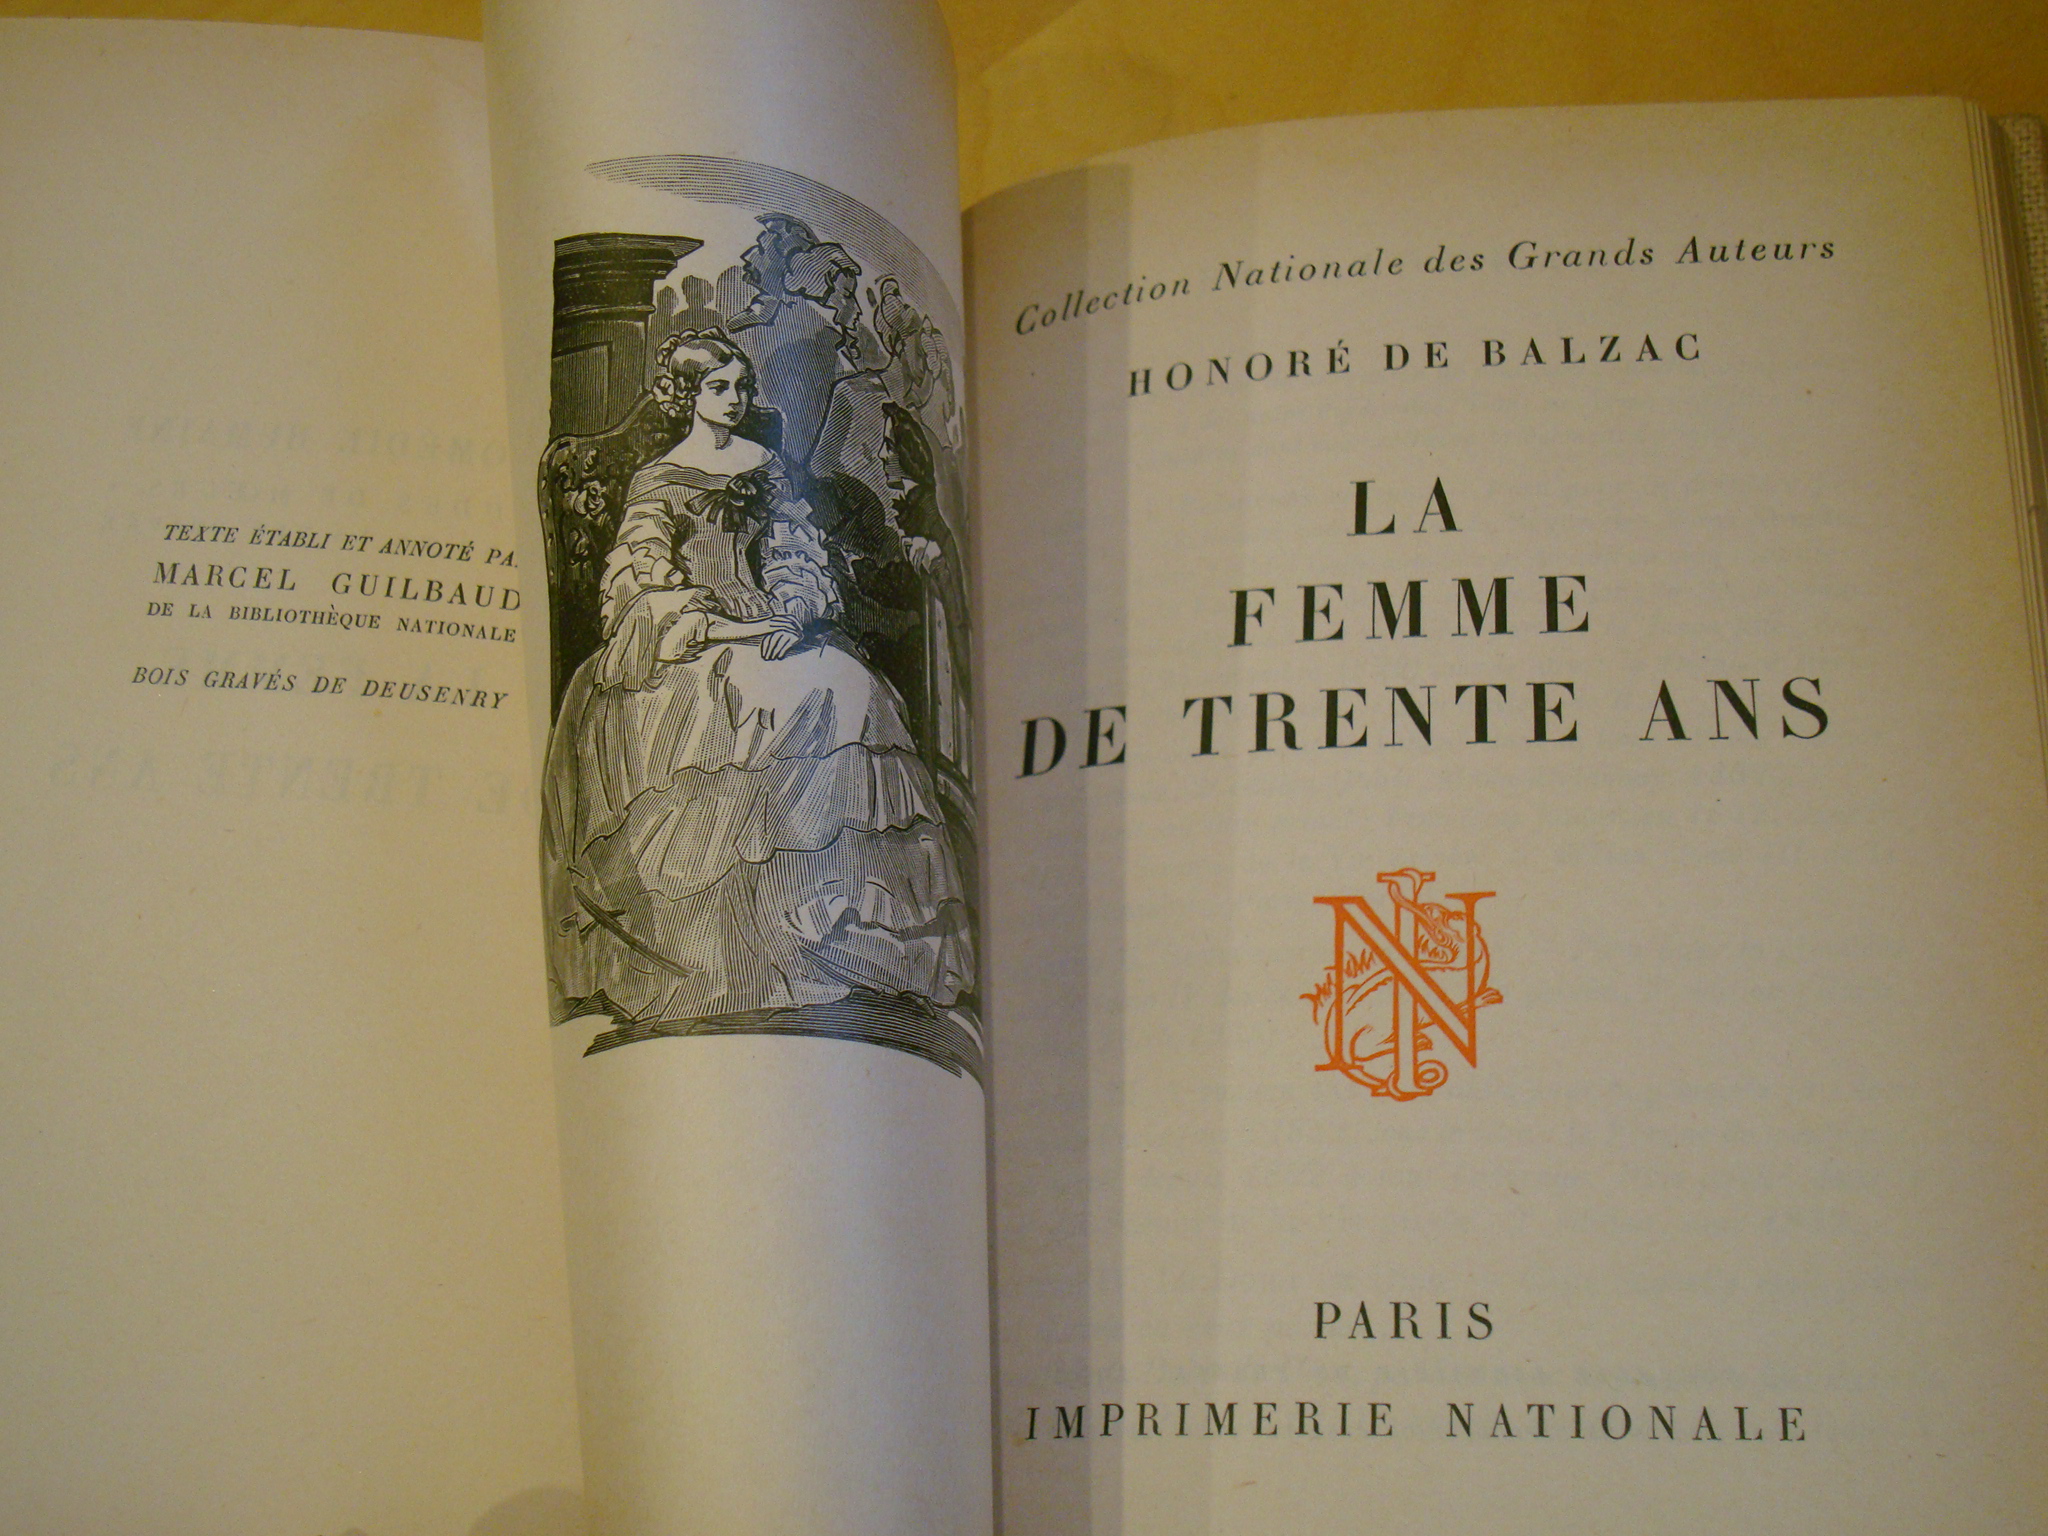 TEXTE ÉTABLI ET ANNOTÉ PA
MARCEL GUILBAUD
DE LA BIBLIOTHÈQUE NATIONALE
BOIS GRAVÉS DE DEUSENRY
Collection Nationale des Grands Auteurs
HONORÉ DE BALZAC
LA
FEMME
DE TRENTE ANS
IN
PARIS
IMPRIMERIE NATIONALE